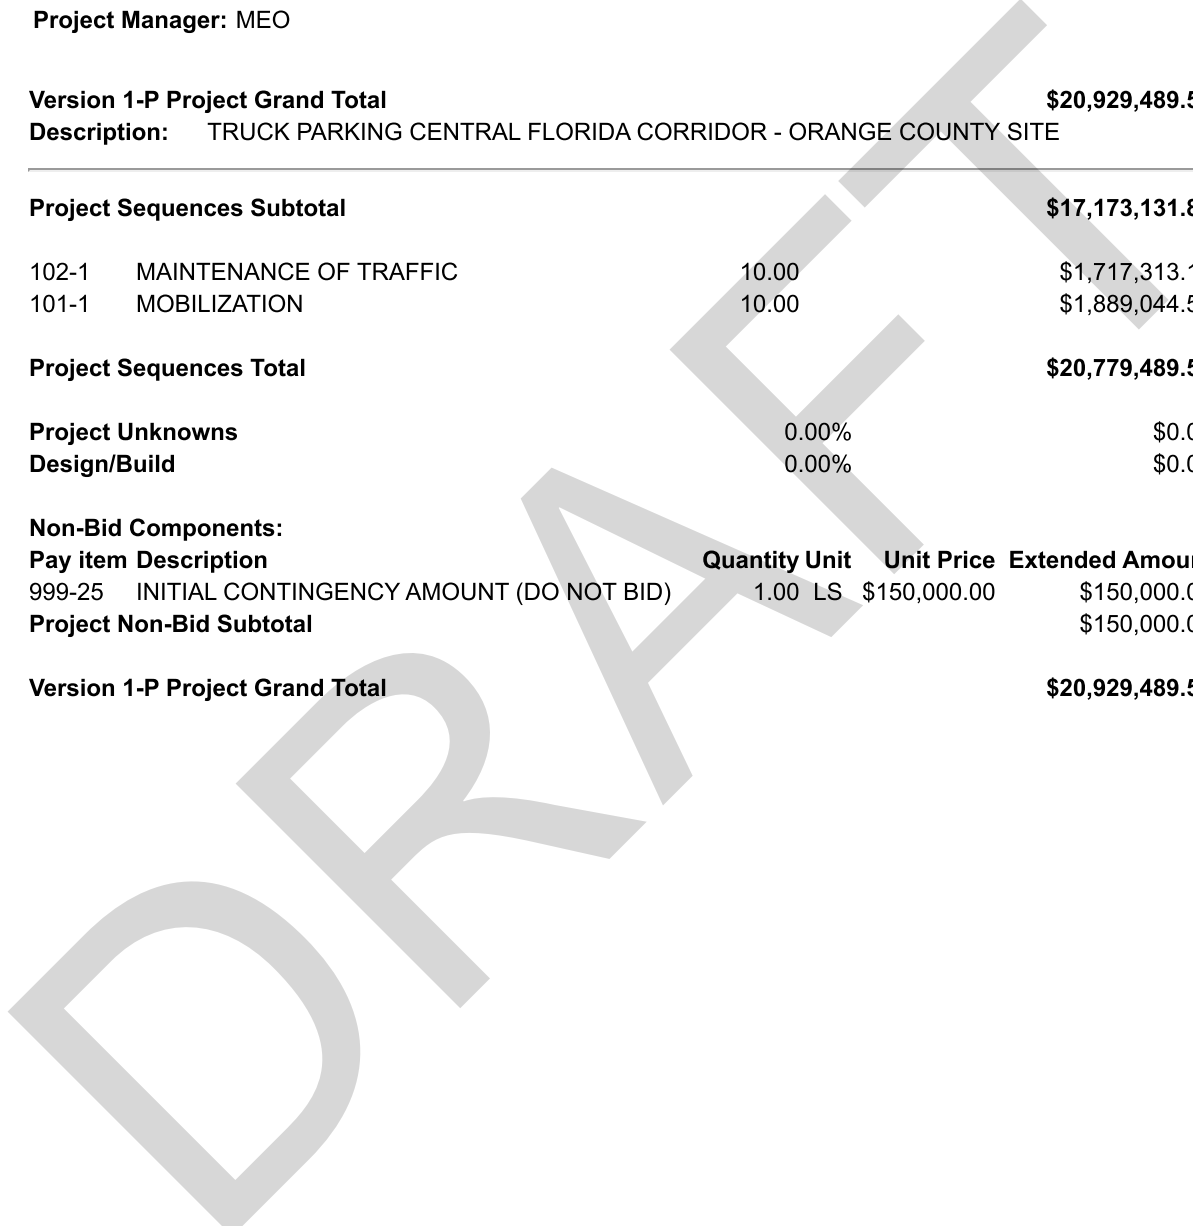 Project Manager: MEO
Version 1-P Project Grand Total $20,929,489.5
Description: TRUCK PARKING CENTRAL FLORIDA CORRIDOR - ORANGE COUNTY SITE
Project Sequences Subtotal $17,173,131.8
102-1 MAINTENANCE OF TRAFFIC 10.00 $1,717,313.1
101-1 MOBILIZATION 10.00 $1,889,044.5
Project Sequences Total $20,779,489.5
Project Unknowns 0.00% $0.0
Design/Build 0.00% $0.0
Non-Bid Components:
Pay item Description Quantity Unit Unit Price Extended Amou
999-25 INITIAL CONTINGENCY AMOUNT (DO NOT BID) 1.00 LS $150,000.00 $150,000.0
Project Non-Bid Subtotal $150,000.0
Version 1-P Project Grand Total $20,929,489.5
DRAFT